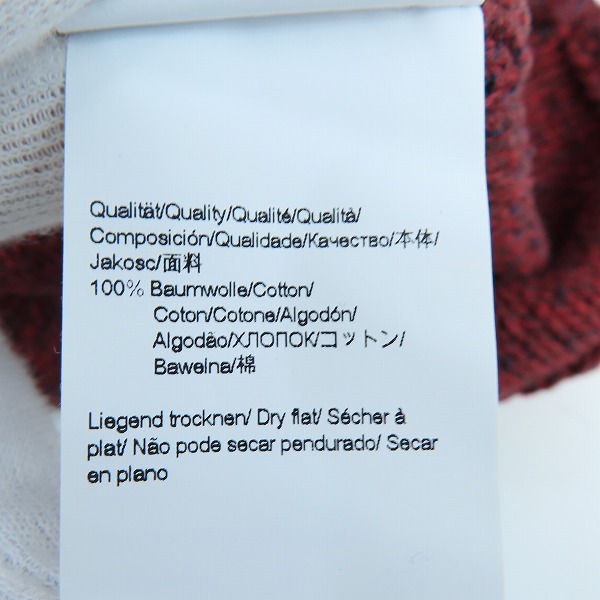 Qualität/Quality/Qualité/Qualità/
Composición/Qualidade/Качество/本体/
Jakosc/面料
100% Baumwolle/Cotton/
Coton/Cotone/Algodón/
Algodão/ХЛОПОК/コットン/
Bawelna/棉
Liegend trocknen/ Dry flat/ Sécher à
plat/ Não pode secar pendurado/ Secar
en plano